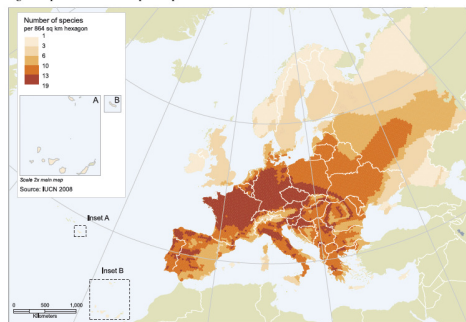 Number of species
per 864 sq km hexagon
1
3
6
10
13
19
A
B
Scale 2x main map
Source: IUCN 2008
Inset A
Inset B
0 500 1,000
Kilometers